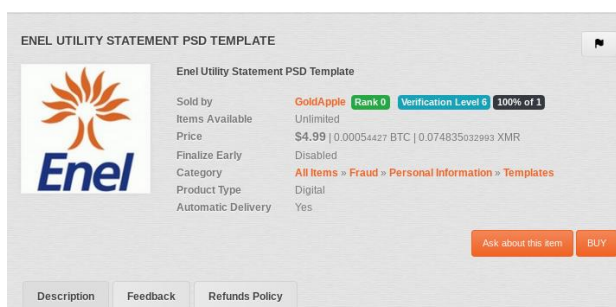 ENEL UTILITY STATEMENT PSD TEMPLATE
Enel
Enel Utility Statement PSD Template
Sold by GoldApple Rank 0 Verification Level 6 100% of 1
Items Available Unlimited
Price $4.99 | 0.00054427 BTC | 0.074835032993 XMR
Finalize Early Disabled
Category All Items » Fraud » Personal Information » Templates
Product Type Digital
Automatic Delivery Yes
Ask about this item BUY
Description Feedback Refunds Policy